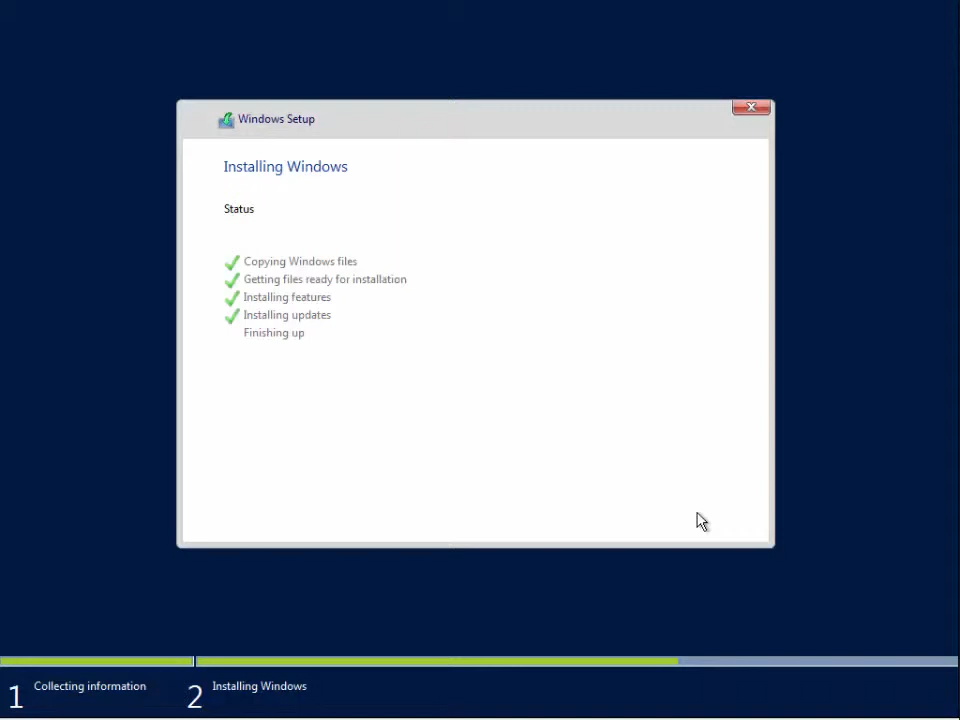 Windows Setup
Installing Windows
Status
Copying Windows files
Getting files ready for installation
Installing features
Installing updates
Finishing up
1 Collecting information
2 Installing Windows